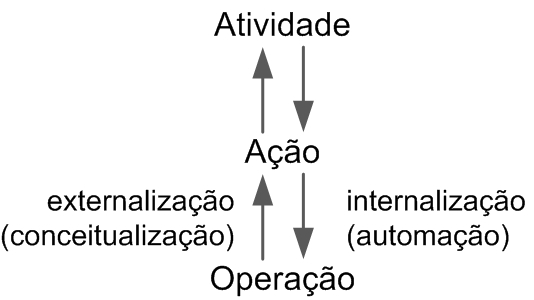 Atividade
Ação
externalização
(conceitualização)
internalização
(automação)
Operação